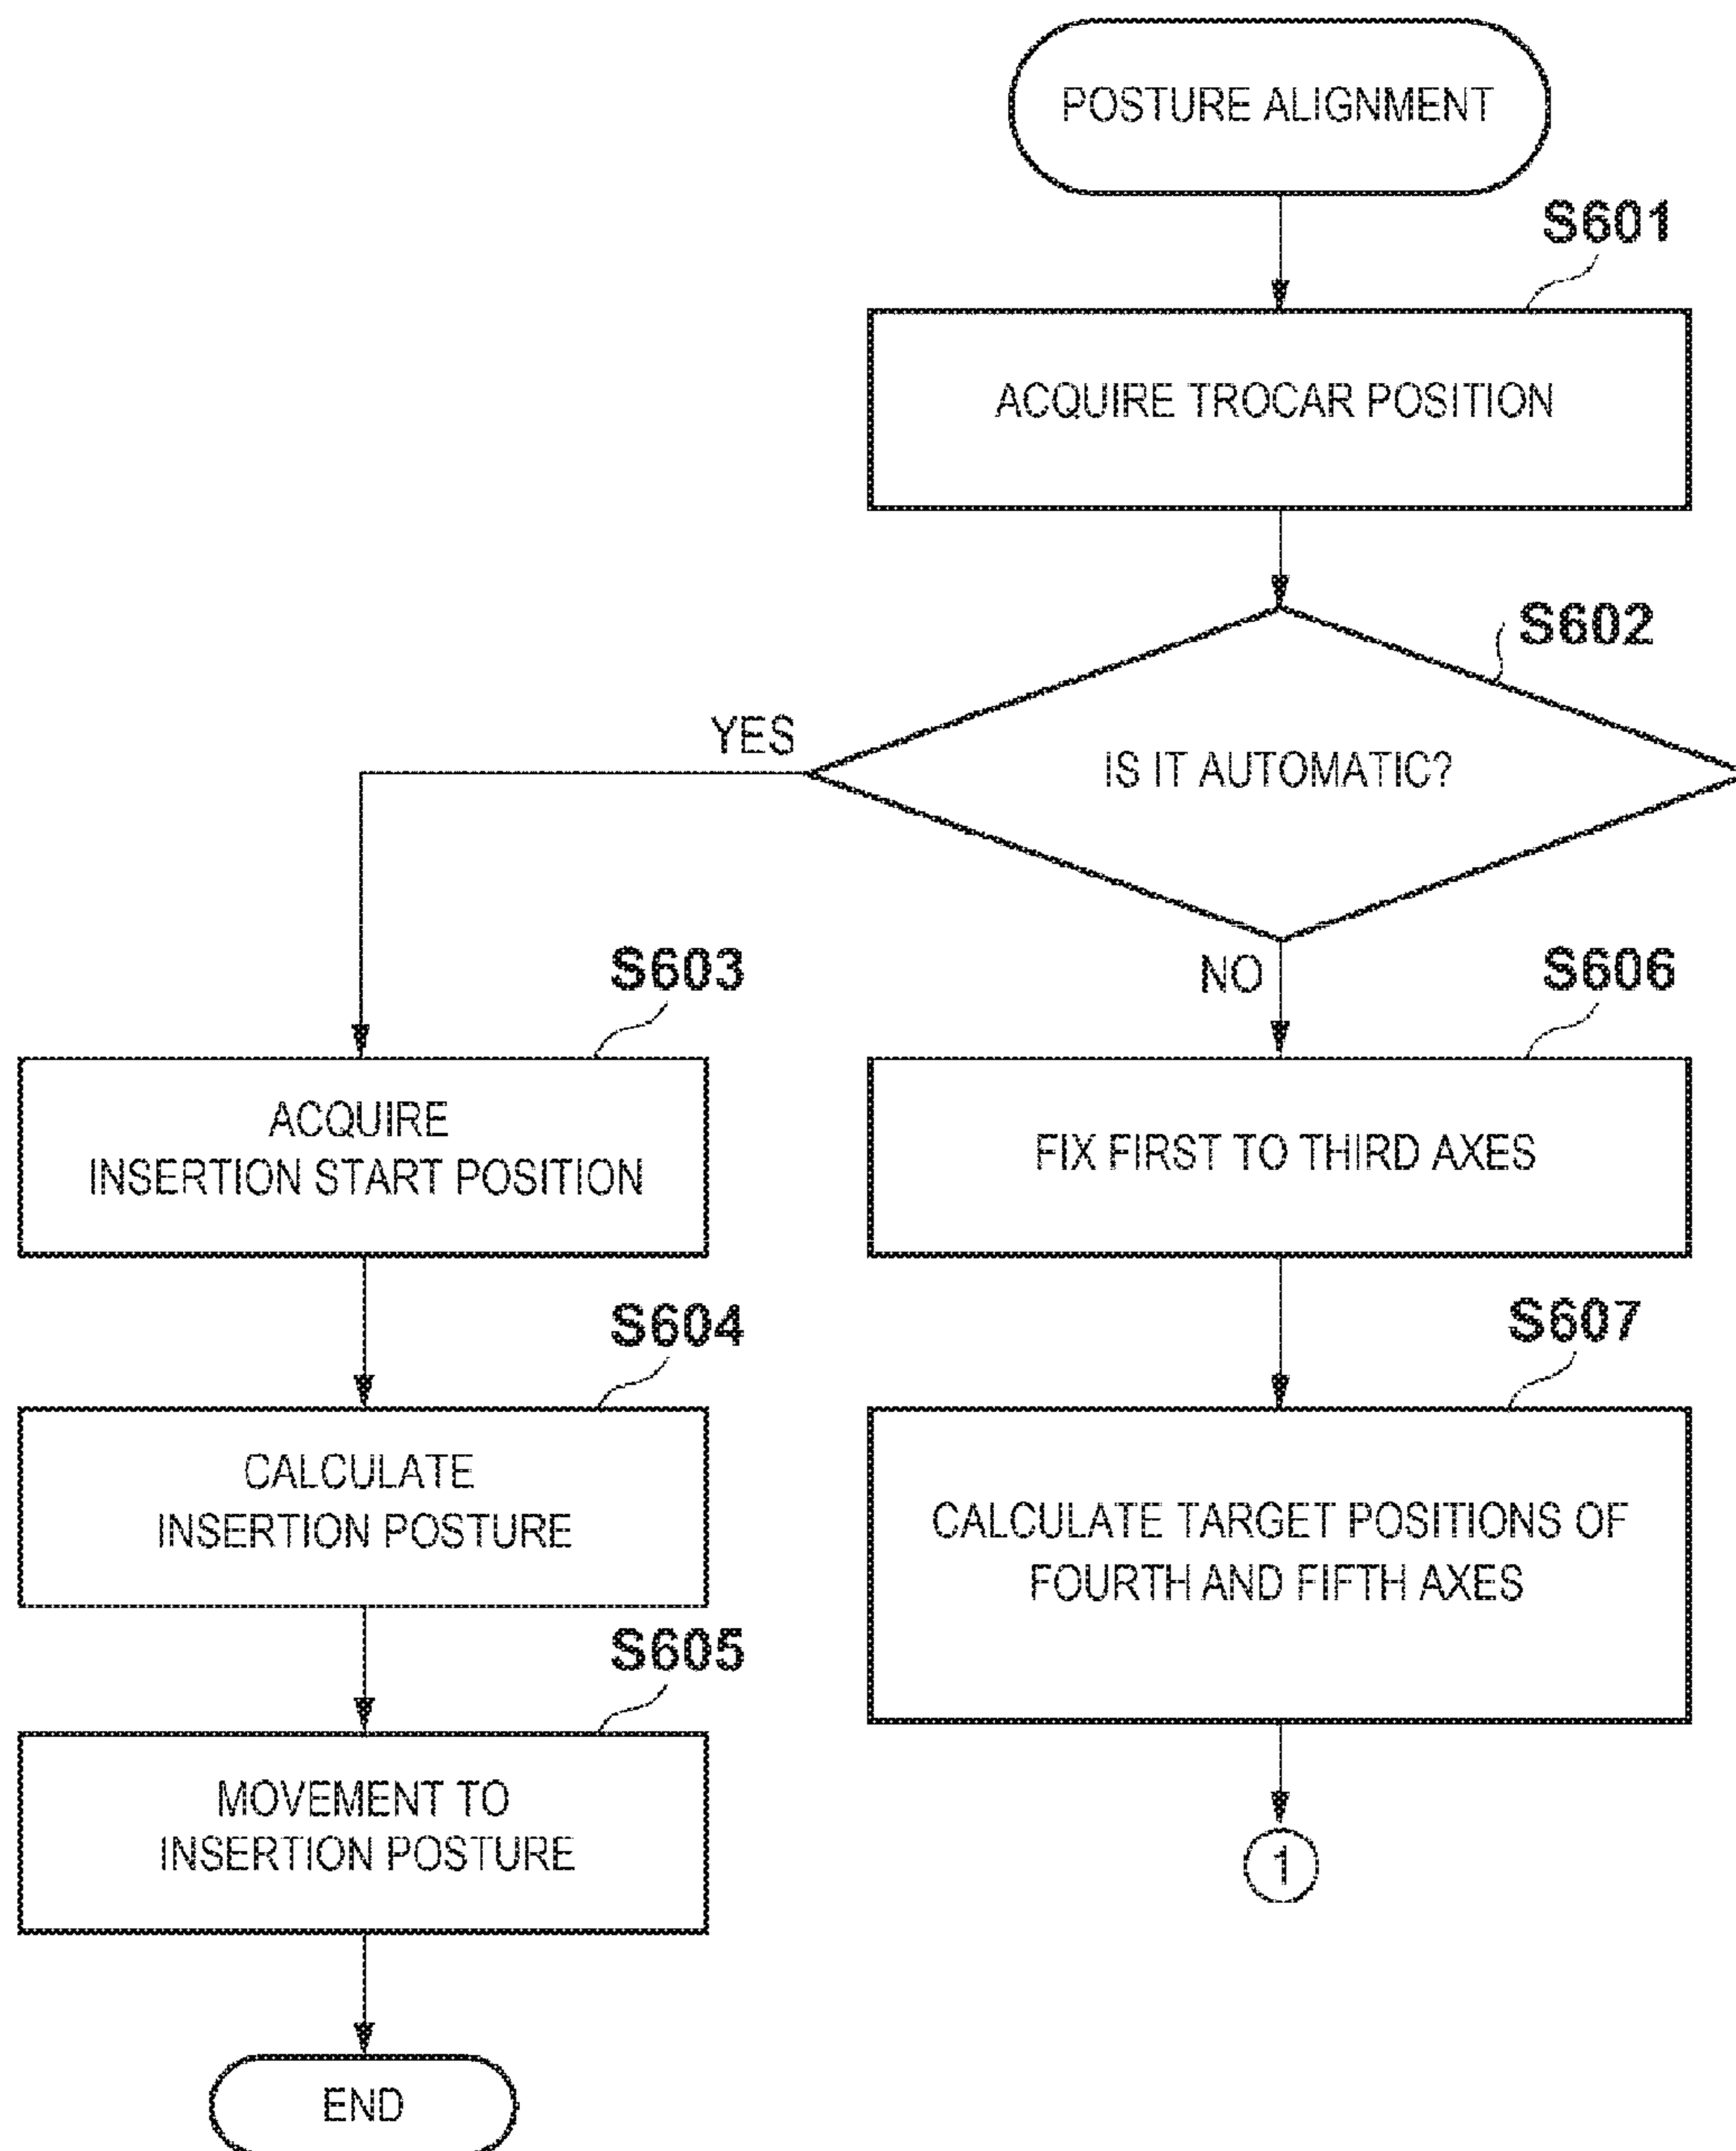 POSTURE ALIGNMENT
S601
ACQUIRE TROCAR POSITION
S602
IS IT AUTOMATIC?
YES
NO
S603
ACQUIRE
INSERTION START POSITION
S604
CALCULATE
INSERTION POSTURE
S605
MOVEMENT TO
INSERTION POSTURE
END
S606
FIX FIRST TO THIRD AXES
S607
CALCULATE TARGET POSITIONS OF
FOURTH AND FIFTH AXES
1